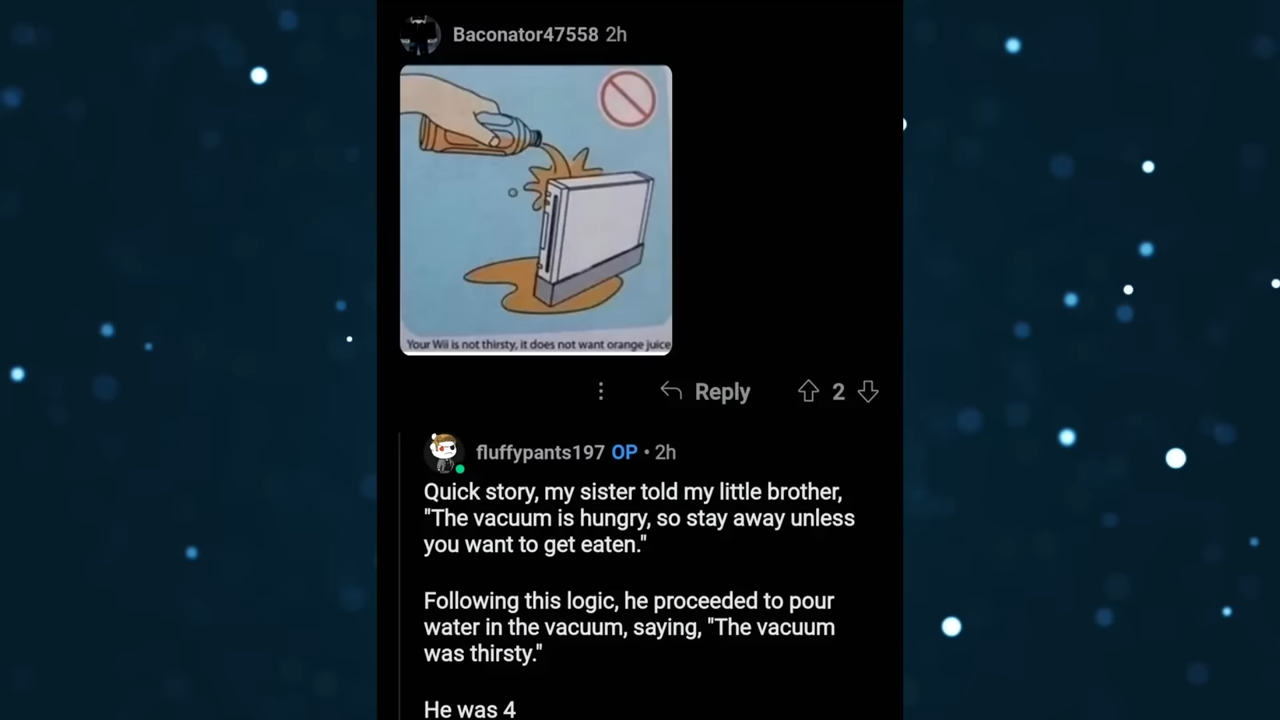 Baconator47558 2h
Your Wii is not thirsty, it does not want orange juice
Reply 2
fluffypants197 OP • 2h
Quick story, my sister told my little brother,
"The vacuum is hungry, so stay away unless
you want to get eaten."
Following this logic, he proceeded to pour
water in the vacuum, saying, "The vacuum
was thirsty."
He was 4